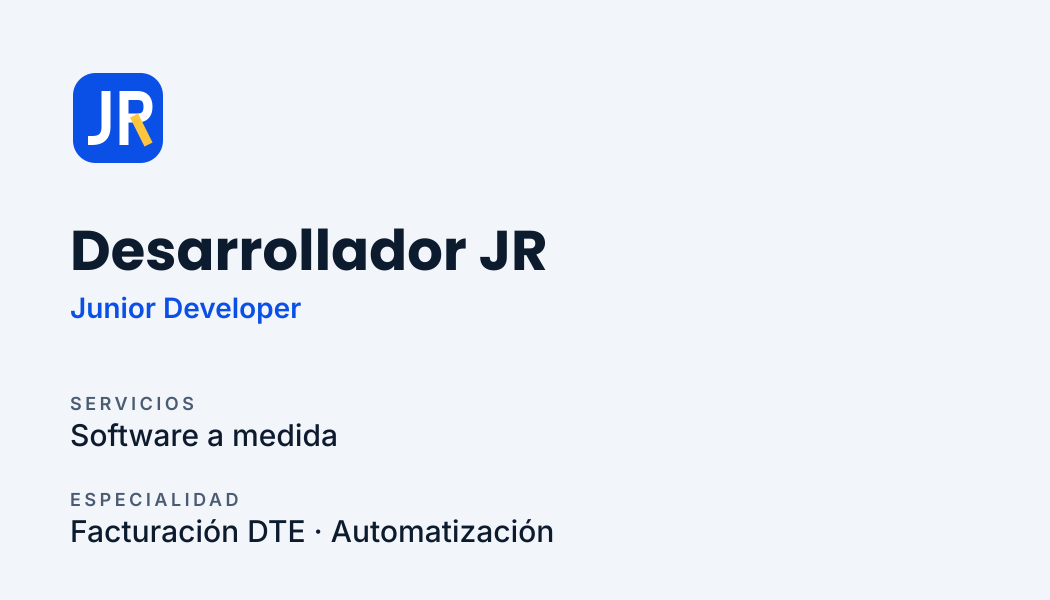 JR
Desarrollador JR
Junior Developer
SERVICIOS
Software a medida
ESPECIALIDAD
Facturación DTE · Automatización